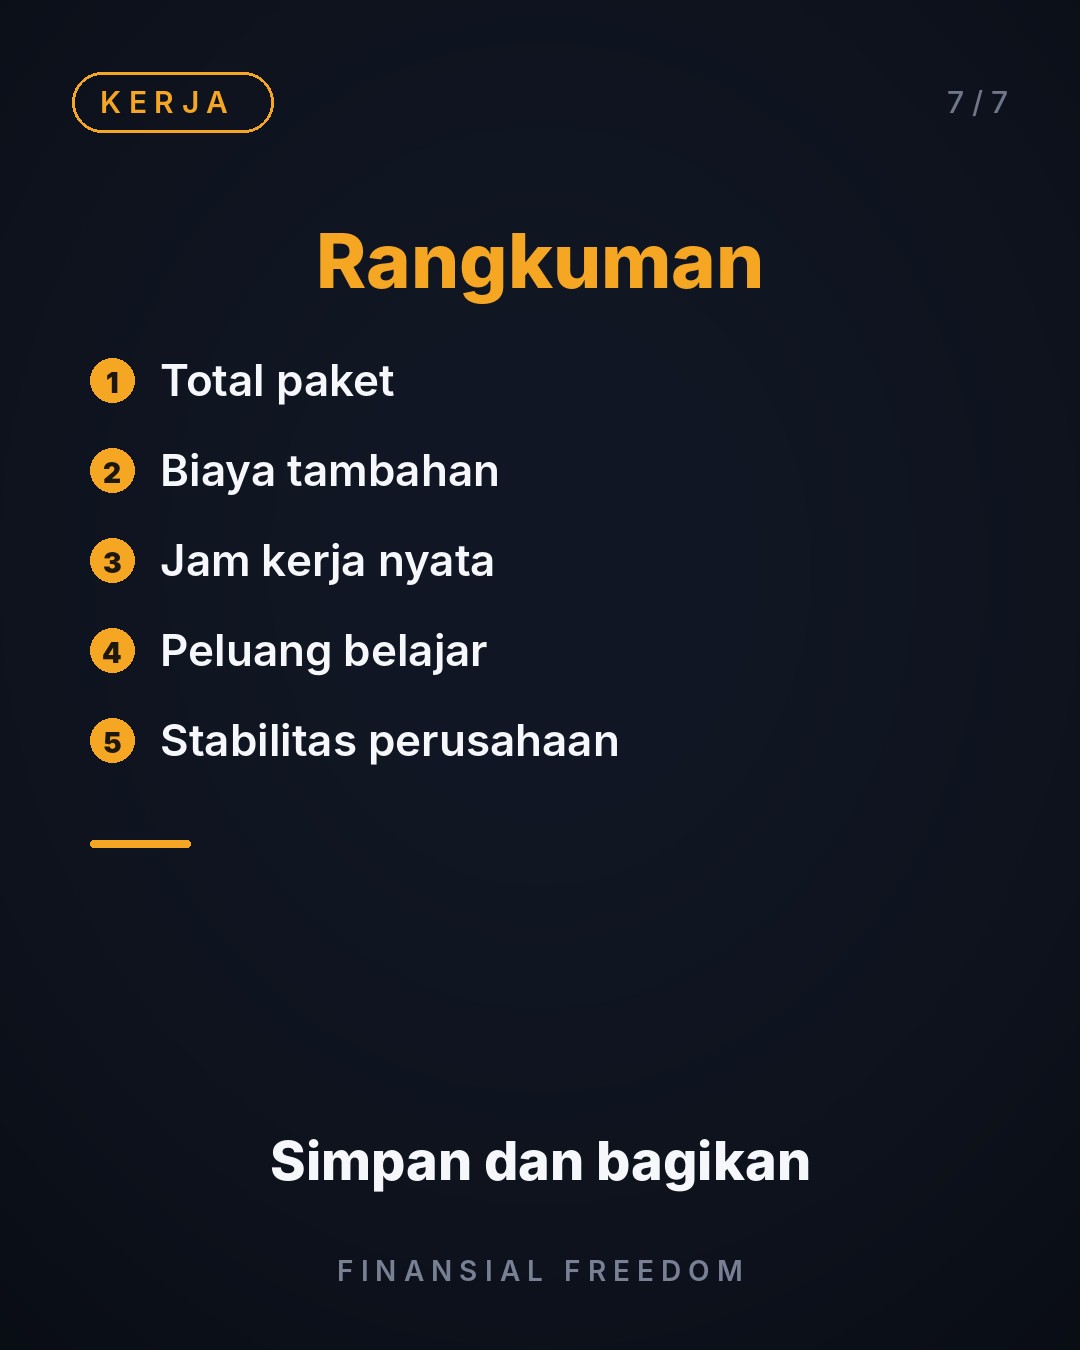 KERJA
7/7
Rangkuman
1 Total paket
2 Biaya tambahan
3 Jam kerja nyata
4 Peluang belajar
5 Stabilitas perusahaan
Simpan dan bagikan
FINANSIAL FREEDOM